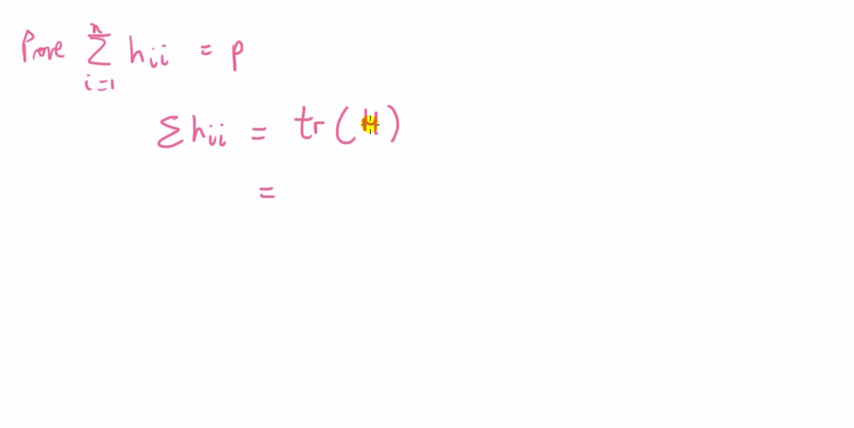 Prove \sum_{i=1}^{n} h_{ii} = p
\sum h_{ii} = tr(H)
=